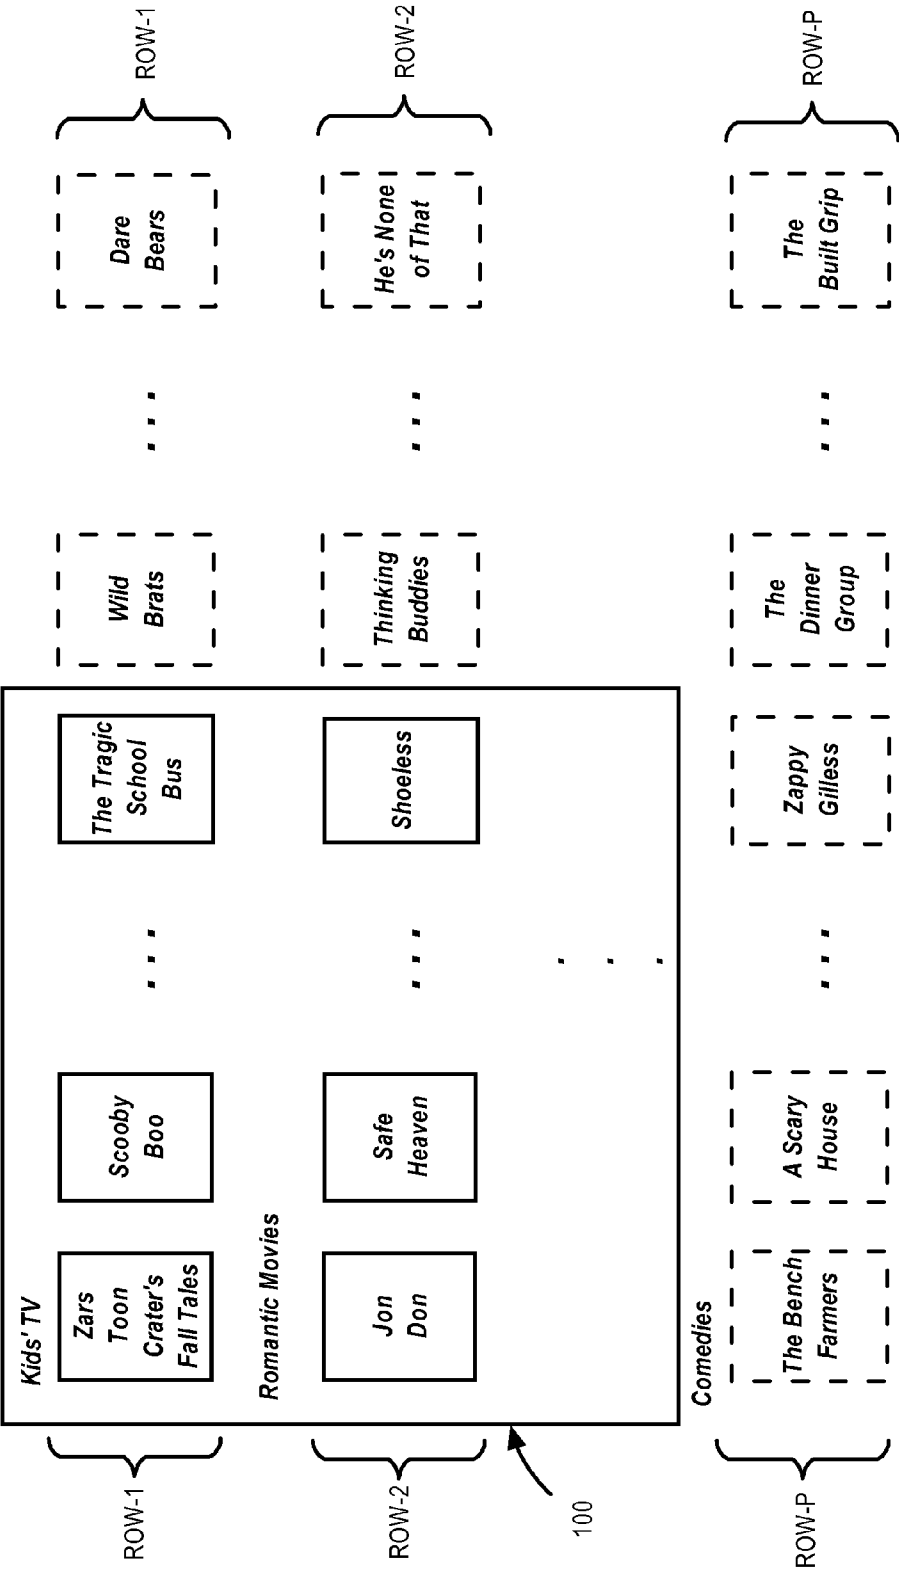 Kids' TV
ROW-1
Zars
Toon
Crater's
Fall Tales
Scooby
Boo
...
The Tragic
School
Bus
Wild
Brats
...
Dare
Bears
ROW-1
Romantic Movies
ROW-2
Jon
Don
Safe
Heaven
...
Shoeless
Thinking
Buddies
...
He's None
of That
ROW-2
.
.
.
100
Comedies
ROW-P
The Bench
Farmers
A Scary
House
...
Zappy
Gilless
The
Dinner
Group
...
The
Built Grip
ROW-P